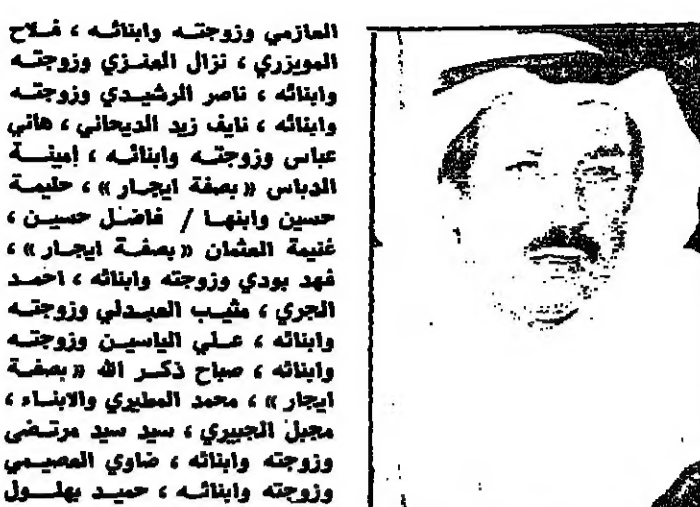 العازمي وزوجته وابنائه ، فلاح
المويزري ، نزال العنزي وزوجته
وابنائه ، ناصر الرشيدي وزوجته
وابنائه ، نايف زيد الديحاني ، هاني
عباس وزوجته وابنائه ، امينة
الدباس « بصفة ايجار » ، حليمة
حسين وابنها / فاضل حسين ،
غنيمة العثمان « بصفة ايجار » ،
فهد بودي وزوجته وابنائه ، احمد
الجري ، مثيب العبدلي وزوجته
وابنائه ، علي الياسين وزوجته
وابنائه ، صباح ذكر الله « بصفة
ايجار » ، محمد المطيري والابناء ،
مجبل الجبيري ، سيد سيد مرتضى
وزوجته وابنائه ، ضاوي العصيمي
وزوجته وابنائه ، حميد بهلول